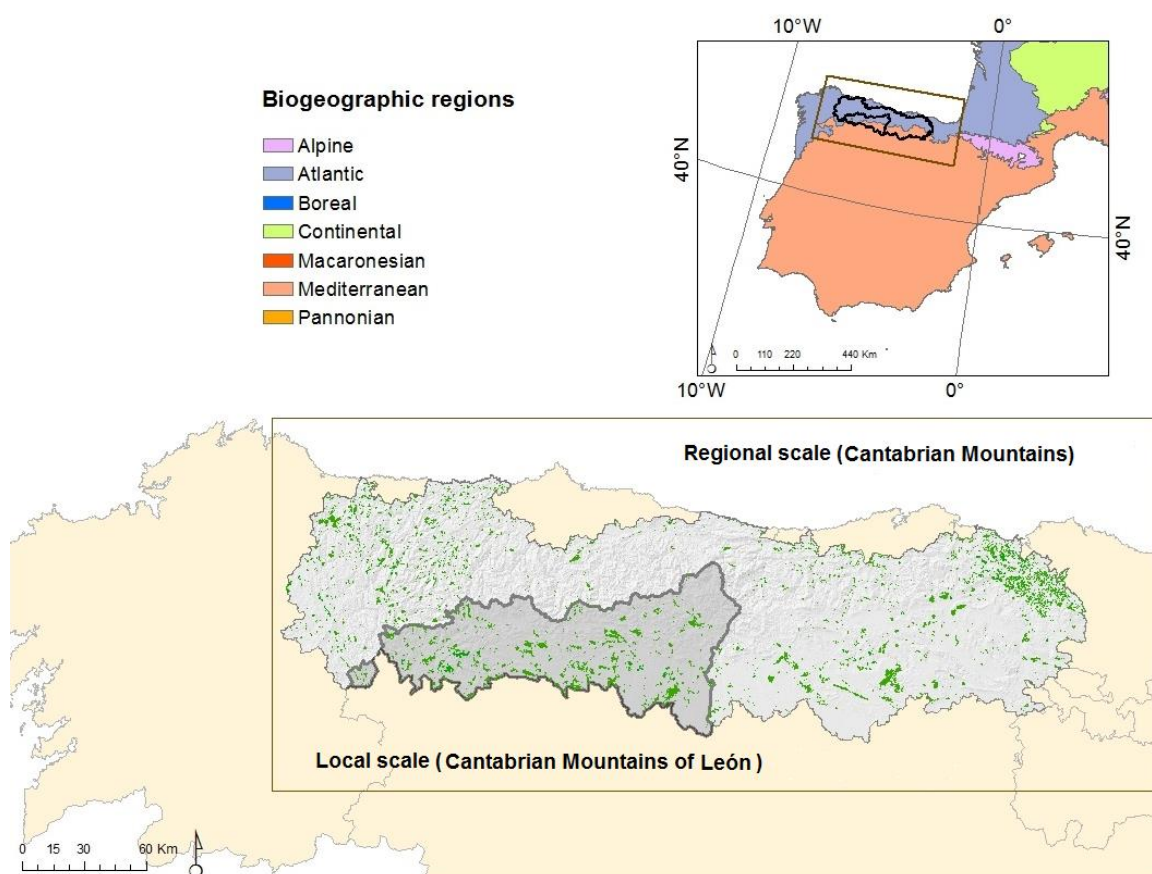 Biogeographic regions
Alpine
Atlantic
Boreal
Continental
Macaronesian
Mediterranean
Pannonian
10°W 0°
40°N
40°N
0 110 220 440 Km
10°W 0°
Regional scale (Cantabrian Mountains)
Local scale (Cantabrian Mountains of León )
0 15 30 60 Km